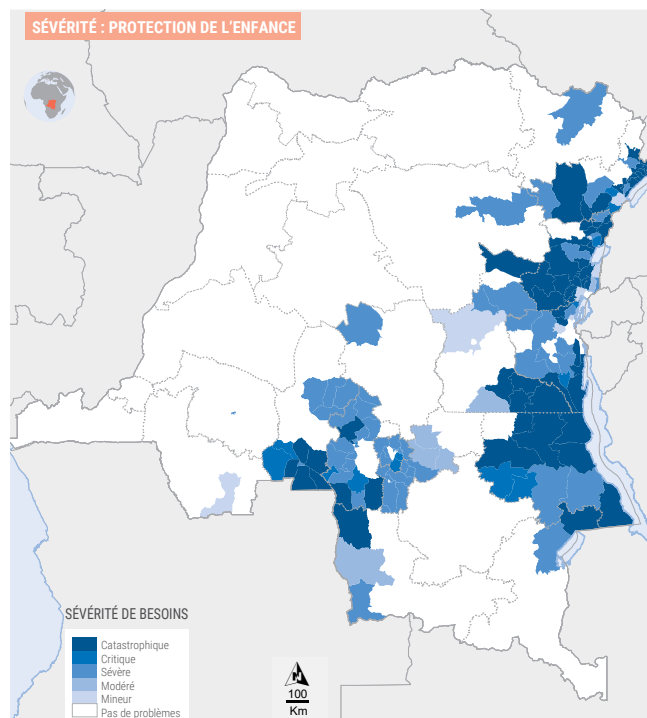 SÉVÉRITÉ : PROTECTION DE L'ENFANCE
SÉVÉRITÉ DE BESOINS
Catastrophique
Critique
Sévère
Modéré
Mineur
Pas de problèmes
100
Km